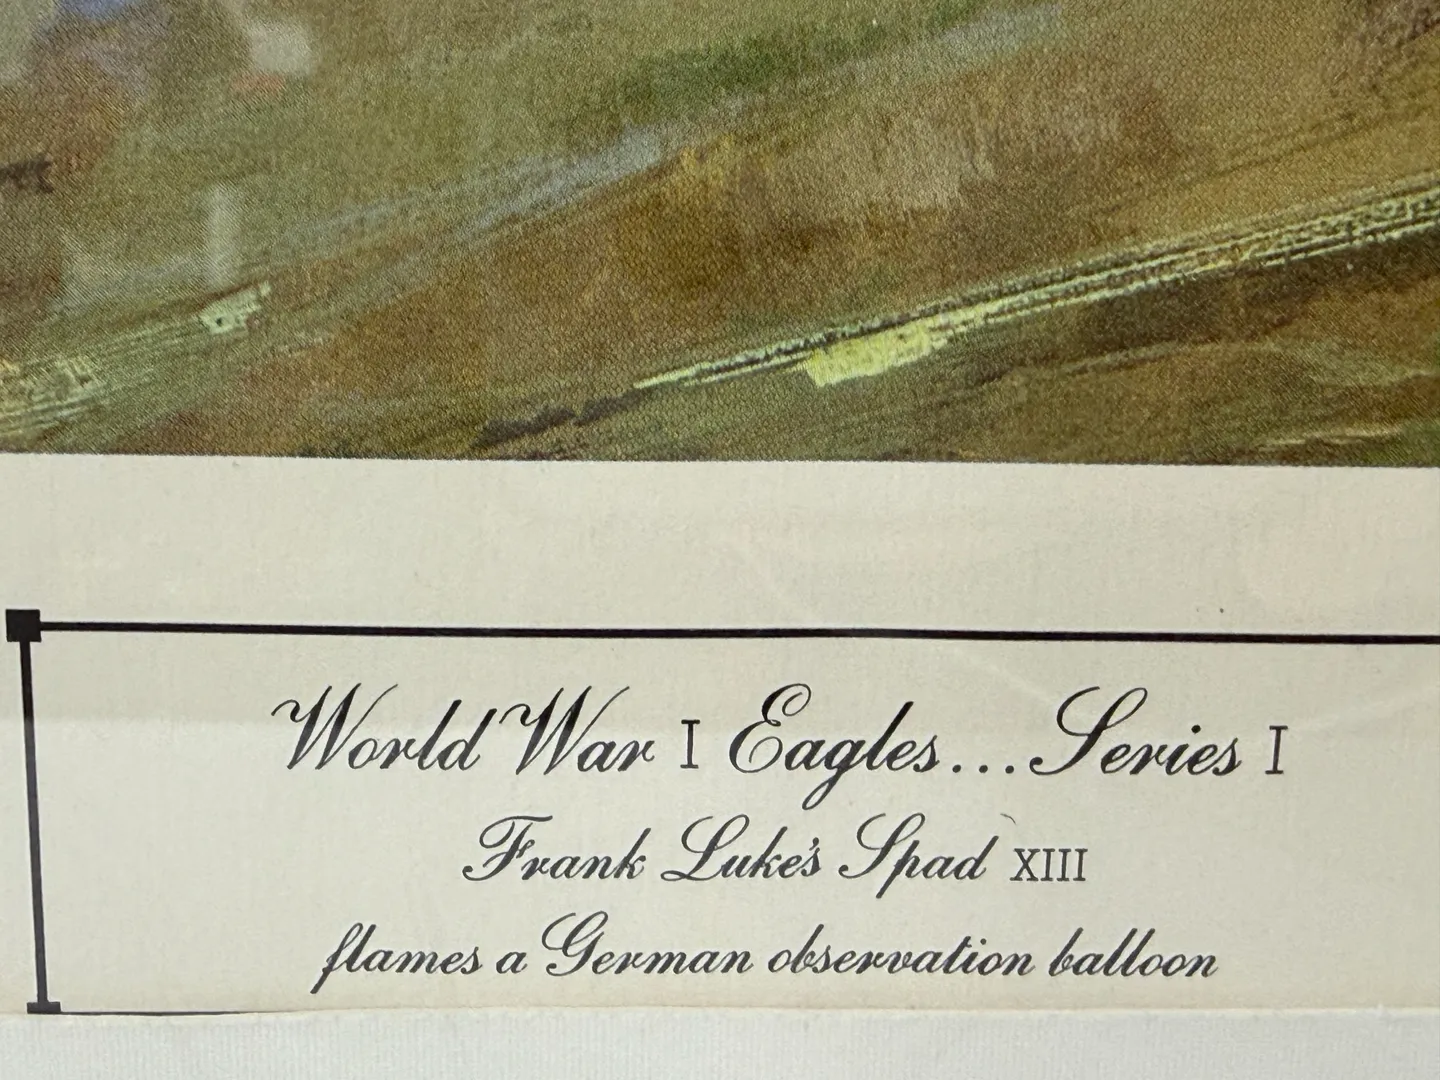 World War I Eagles...Series I
Frank Luke's Spad XIII
flames a German observation balloon